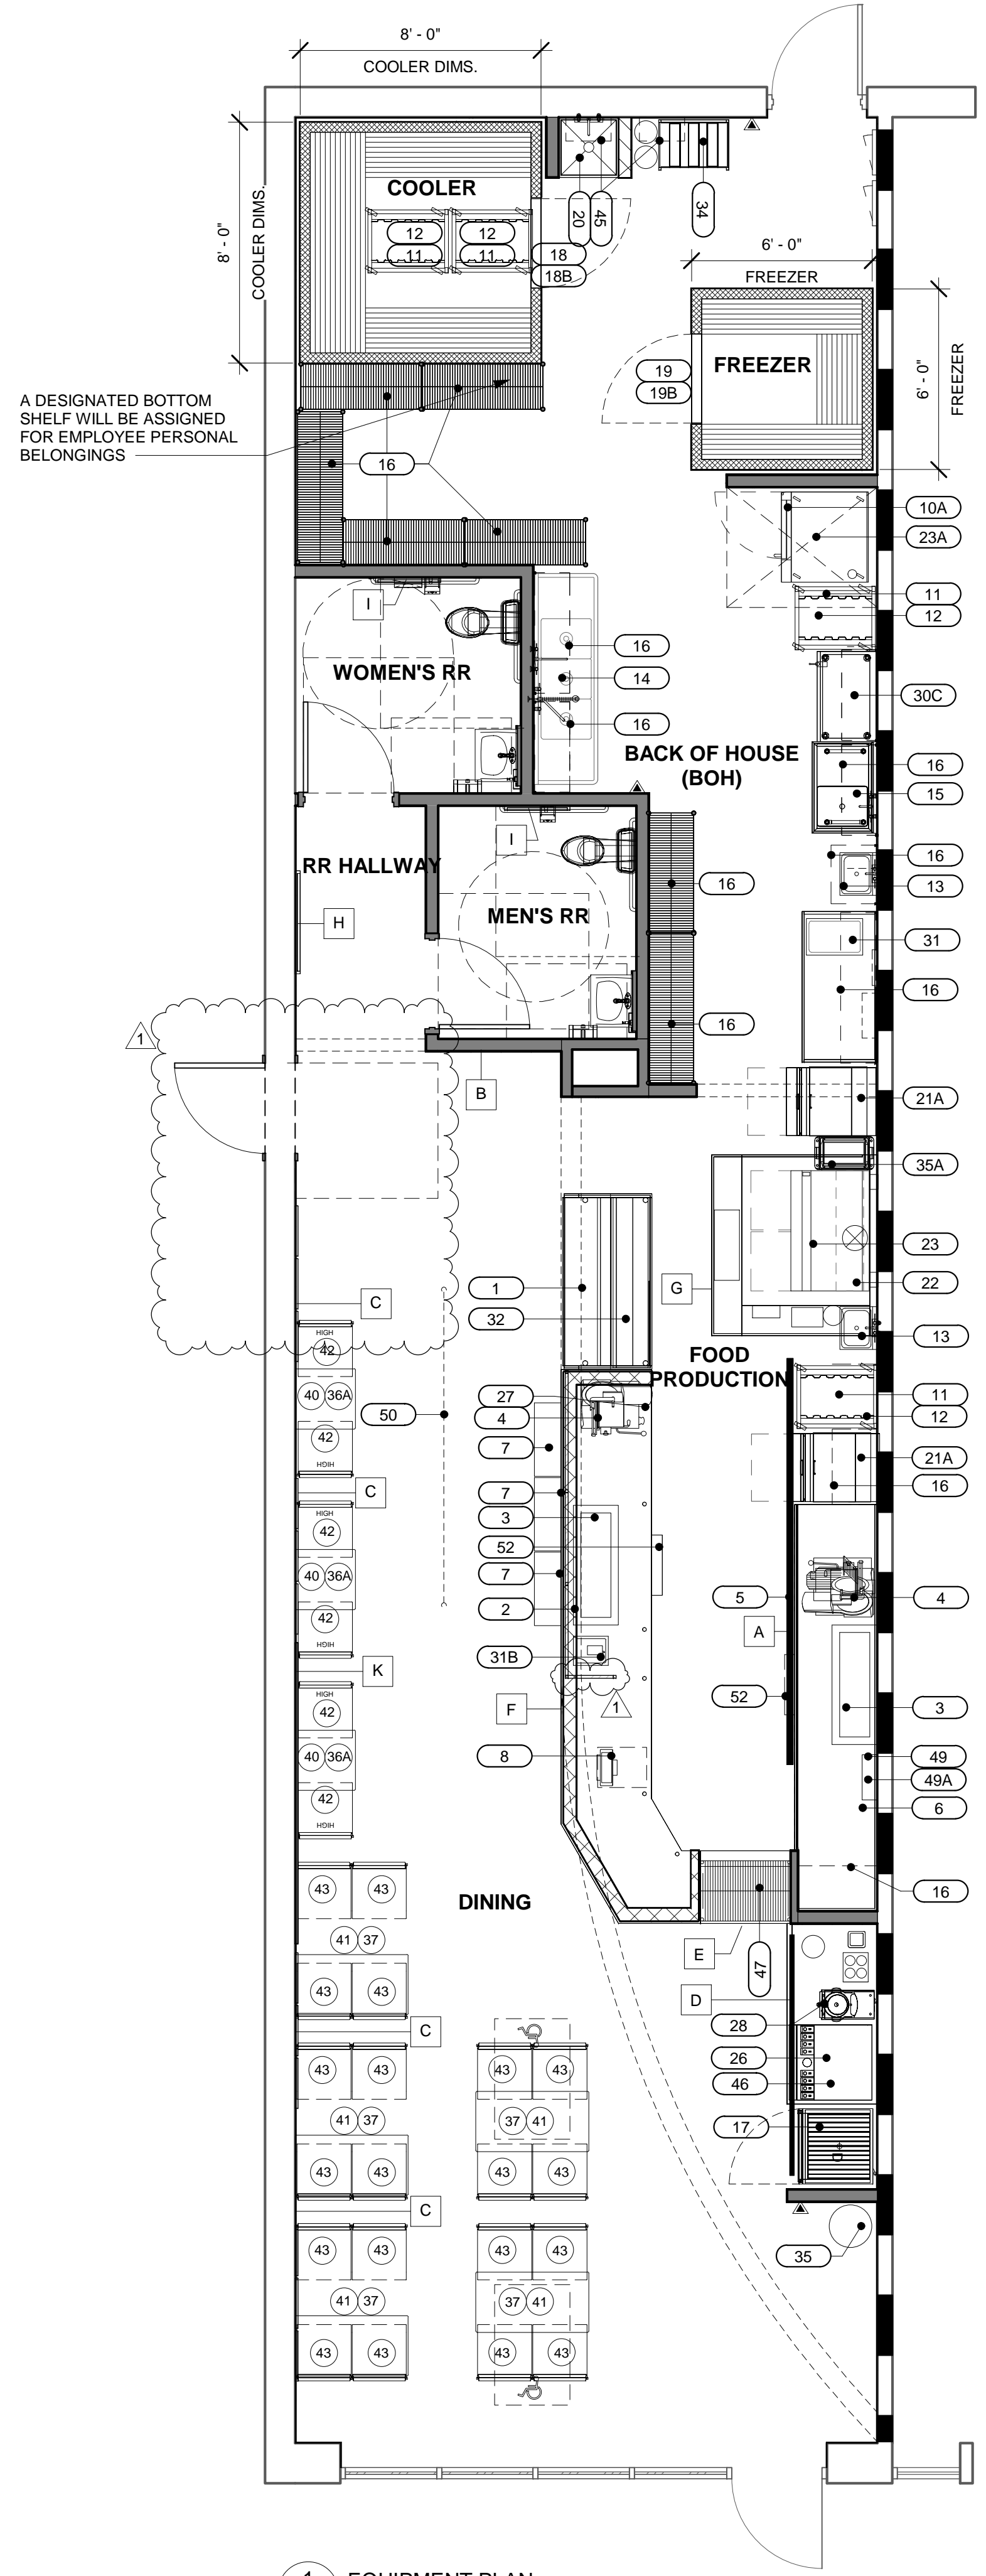 8' - 0"
COOLER DIMS.
8' - 0"
COOLER DIMS.
COOLER
12
12
11
11
18
18B
20
45
34
6' - 0"
FREEZER
FREEZER
19
19B
6' - 0"
FREEZER
A DESIGNATED BOTTOM
SHELF WILL BE ASSIGNED
FOR EMPLOYEE PERSONAL
BELONGINGS
16
10A
23A
11
12
I
WOMEN'S RR
16
14
16
30C
BACK OF HOUSE
(BOH)
16
15
16
13
I
RR HALLWAY
MEN'S RR
H
16
31
16
16
1
B
21A
35A
23
22
1
32
G
C
13
FOOD
PRODUCTION
HIGH
42
40
36A
42
HIGH
50
27
4
7
11
12
21A
16
C
HIGH
42
40
36A
42
HIGH
7
3
52
7
2
5
4
A
31B
K
1
F
52
3
HIGH
42
40
36A
42
HIGH
8
49
49A
6
16
43
43
DINING
41
37
43
43
E
47
D
C
28
43
43
43
43
26
46
41
37
37
41
17
43
43
43
43
C
43
43
43
43
35
41
37
37
41
43
43
43
43
1
EQUIPMENT PLAN